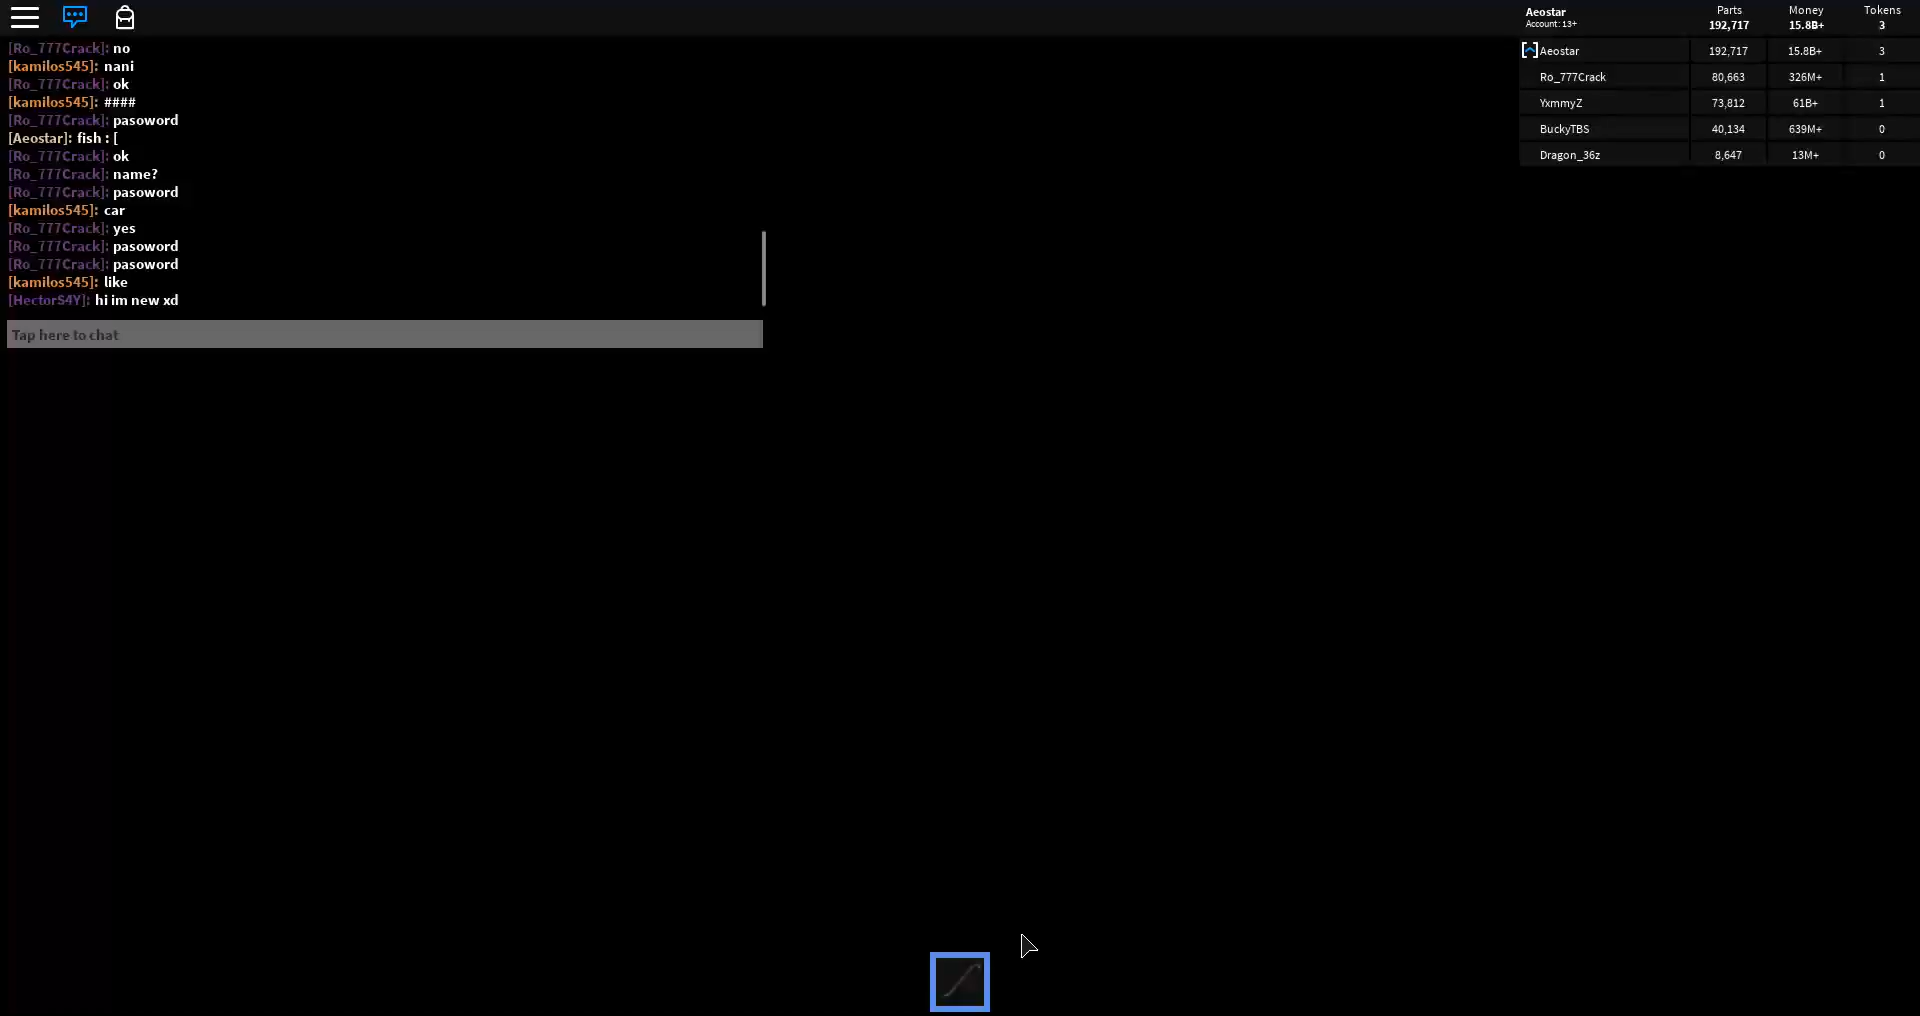 [Ro_777Crack]: no
[kamilos545]: nani
[Ro_777Crack]: ok
[kamilos545]: ####
[Ro_777Crack]: pasoword
[Aeostar]: fish : [
[Ro_777Crack]: ok
[Ro_777Crack]: name?
[Ro_777Crack]: pasoword
[kamilos545]: car
[Ro_777Crack]: yes
[Ro_777Crack]: pasoword
[Ro_777Crack]: pasoword
[kamilos545]: like
[HectorS4Y]: hi im new xd
Tap here to chat
Aeostar Parts Money Tokens
Account: 13+ 192,717 15.8B+ 3
Aeostar 192,717 15.8B+ 3
Ro_777Crack 80,663 326M+ 1
YxmmyZ 73,812 61B+ 1
BuckyTBS 40,134 639M+ 0
Dragon_36z 8,647 13M+ 0